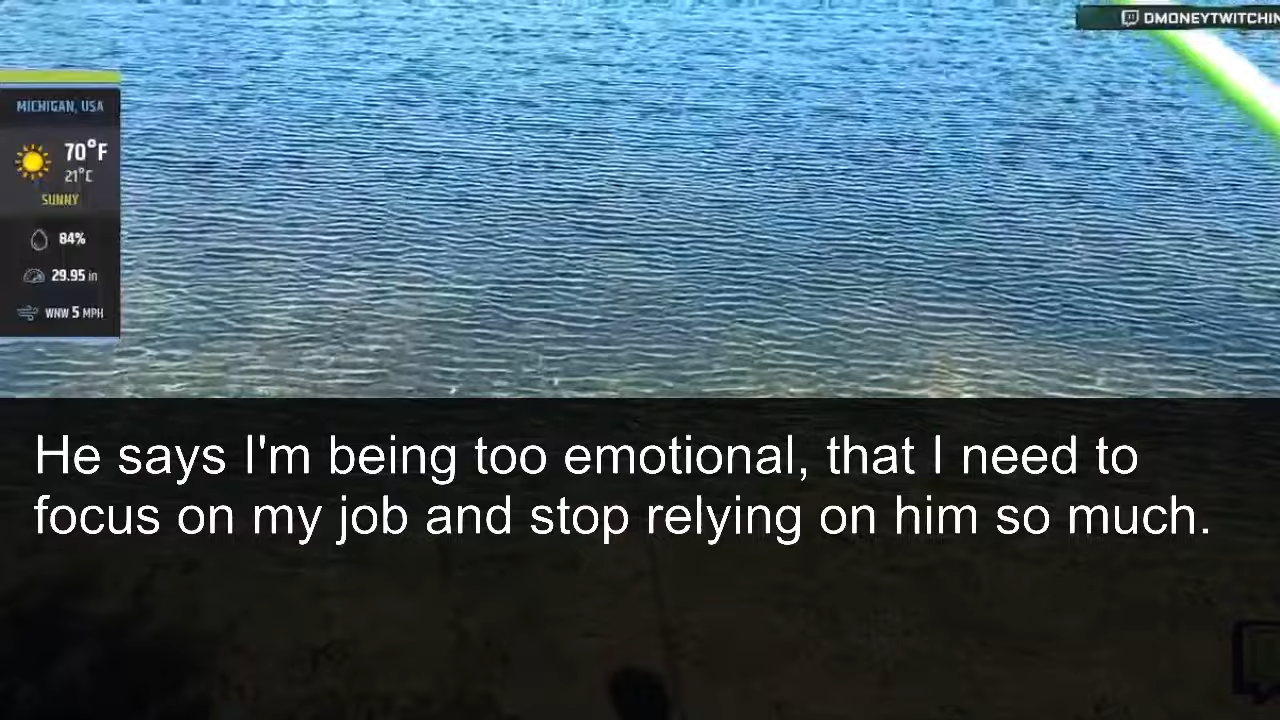 DMONEYTWITCHIN
MICHIGAN, USA
70°F
21°C
SUNNY
84%
29.95 in
WNW 5 MPH
He says I'm being too emotional, that I need to
focus on my job and stop relying on him so much.